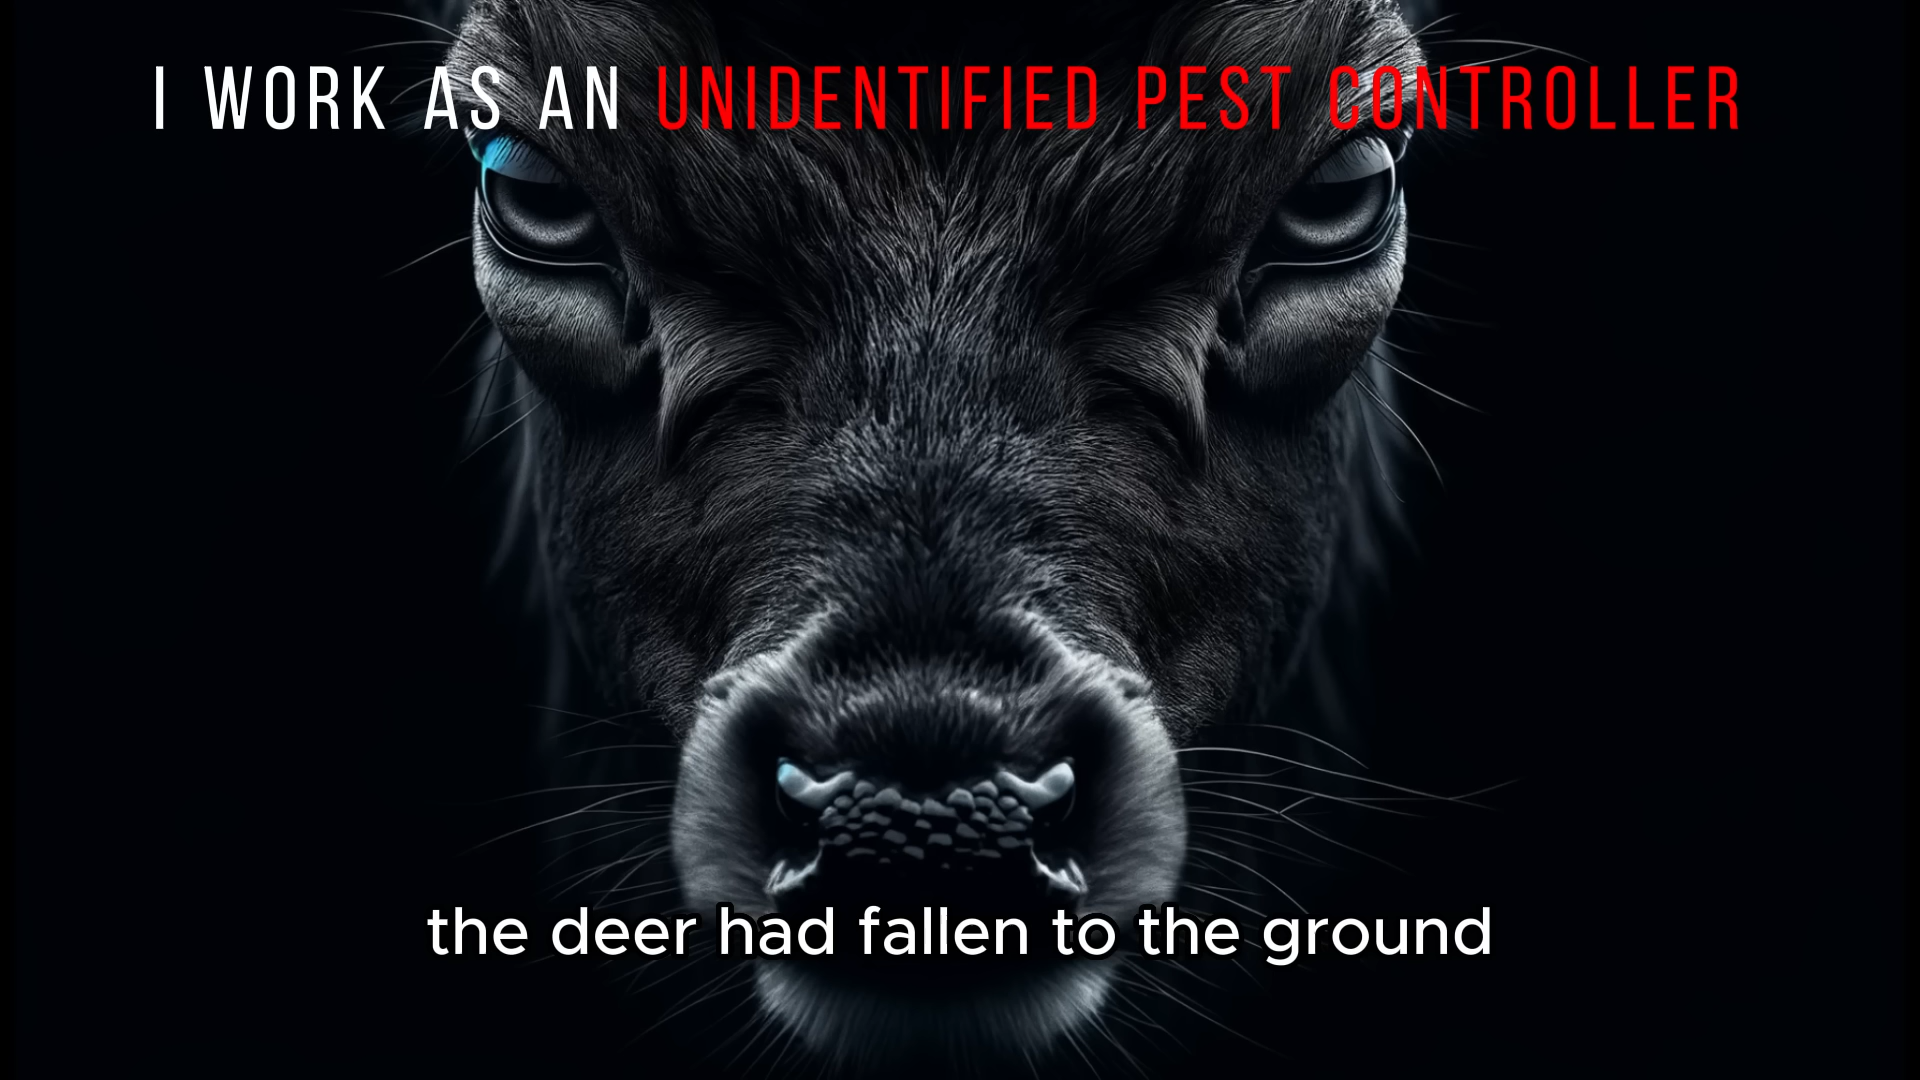 I WORK AS AN UNIDENTIFIED PEST CONTROLLER
the deer had fallen to the ground